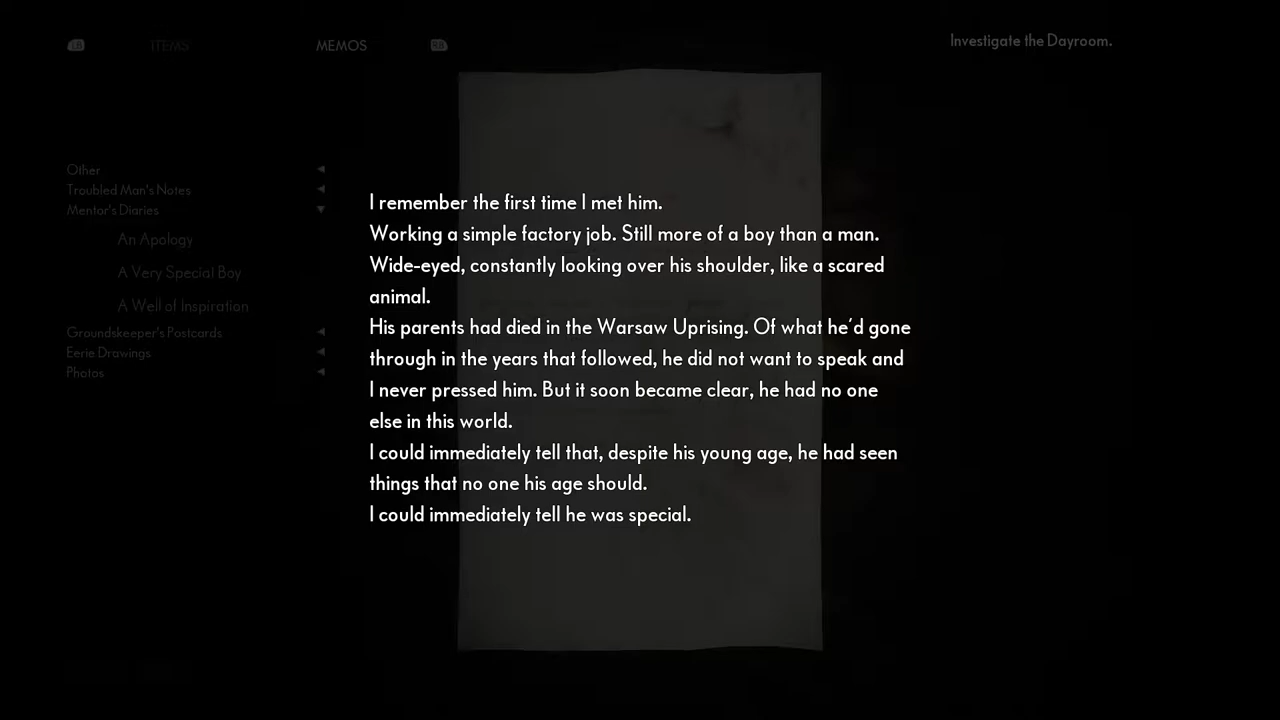 LB ITEMS MEMOS RB Investigate the Dayroom.
Other
Troubled Man's Notes
Mentor's Diaries
An Apology
A Very Special Boy
A Well of Inspiration
Groundskeeper's Postcards
Eerie Drawings
Photos
I remember the first time I met him.
Working a simple factory job. Still more of a boy than a man.
Wide-eyed, constantly looking over his shoulder, like a scared
animal.
His parents had died in the Warsaw Uprising. Of what he'd gone
through in the years that followed, he did not want to speak and
I never pressed him. But it soon became clear, he had no one
else in this world.
I could immediately tell that, despite his young age, he had seen
things that no one his age should.
I could immediately tell he was special.